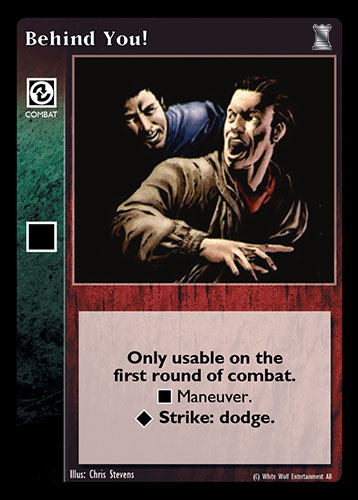 Behind You!
COMBAT
Only usable on the
first round of combat.
Maneuver.
Strike: dodge.
Illus: Chris Stevens
(C) White Wolf Entertainment AB